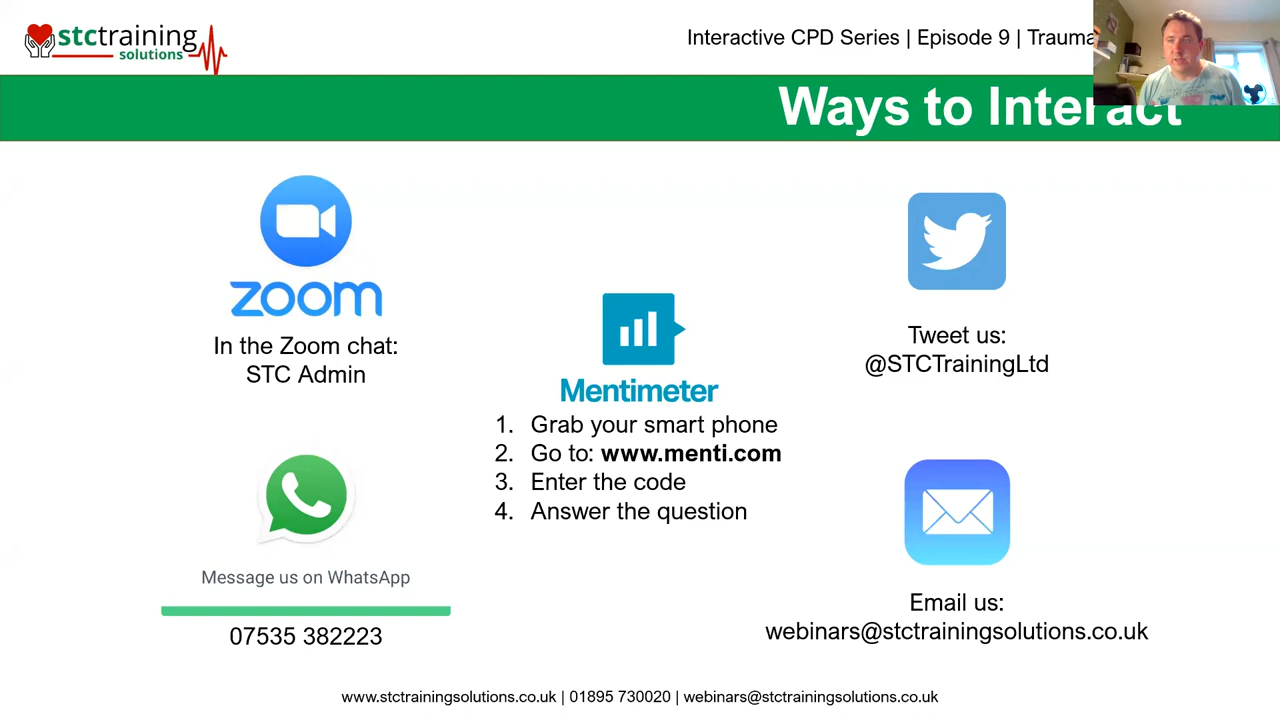 stctraining
solutions
Interactive CPD Series | Episode 9 | Trauma
Ways to Interact
zoom
In the Zoom chat:
STC Admin
Mentimeter
1. Grab your smart phone
2. Go to: www.menti.com
3. Enter the code
4. Answer the question
Tweet us:
@STCTrainingLtd
Message us on WhatsApp
07535 382223
Email us:
webinars@stctrainingsolutions.co.uk
www.stctrainingsolutions.co.uk | 01895 730020 | webinars@stctrainingsolutions.co.uk